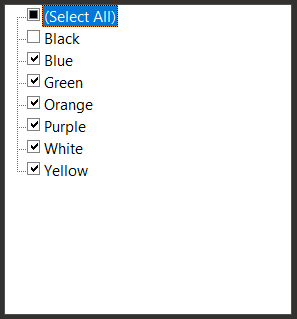 (Select All)
Black
Blue
Green
Orange
Purple
White
Yellow